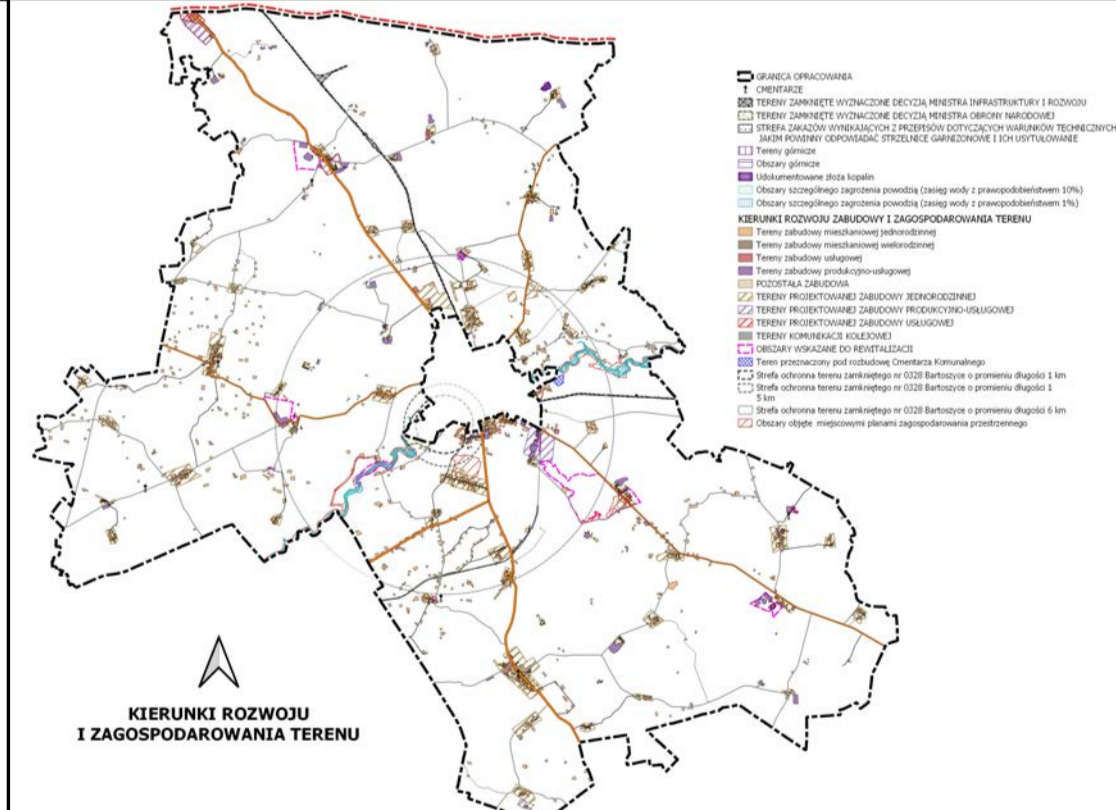 GRANICA OPRACOWANIA
CMENTARZE
TERENY ZAMKNIĘTE WYZNACZONE DECYZJĄ MINISTRA INFRASTRUKTURY I ROZWOJU
TERENY ZAMKNIĘTE WYZNACZONE DECYZJĄ MINISTRA OBRONY NARODOWEJ
STREFA ZAKAZÓW WYNIKAJĄCYCH Z PRZEPISÓW DOTYCZĄCYCH WARUNKÓW TECHNICZNYCH
JAKIM POWINNY ODPOWIADAĆ STRZELNICE GARNIZONOWE I ICH USYTUŁOWANIE
Tereny górnicze
Obszary górnicze
Udokumentowane złoża kopalin
Obszary szczególnego zagrożenia powodzią (zasięg wody z prawopodobieństwem 10%)
Obszary szczególnego zagrożenia powodzią (zasięg wody z prawopodobieństwem 1%)
KIERUNKI ROZWOJU ZABUDOWY I ZAGOSPODAROWANIA TERENU
Tereny zabudowy mieszkaniowej jednorodzinnej
Tereny zabudowy mieszkaniowej wielorodzinnej
Tereny zabudowy usługowej
Tereny zabudowy produkcyjno-usługowej
POZOSTAŁA ZABUDOWA
TERENY PROJEKTOWANEJ ZABUDOWY JEDNORODZINNEJ
TERENY PROJEKTOWANEJ ZABUDOWY PRODUKCYJNO-USŁUGOWEJ
TERENY PROJEKTOWANEJ ZABUDOWY USŁUGOWEJ
TERENY KOMUNIKACJI KOLEJOWEJ
OBSZARY WSKAZANE DO REWITALIZACJI
Teren przeznaczony pod rozbudowę Cmentarza Komunalnego
Strefa ochronna terenu zamkniętego nr 0328 Bartoszyce o promieniu długości 1 km
Strefa ochronna terenu zamkniętego nr 0328 Bartoszyce o promieniu długości 1
5 km
Strefa ochronna terenu zamkniętego nr 0328 Bartoszyce o promieniu długości 6 km
Obszary objęte miejscowymi planami zagospodarowania przestrzennego
KIERUNKI ROZWOJU
I ZAGOSPODAROWANIA TERENU